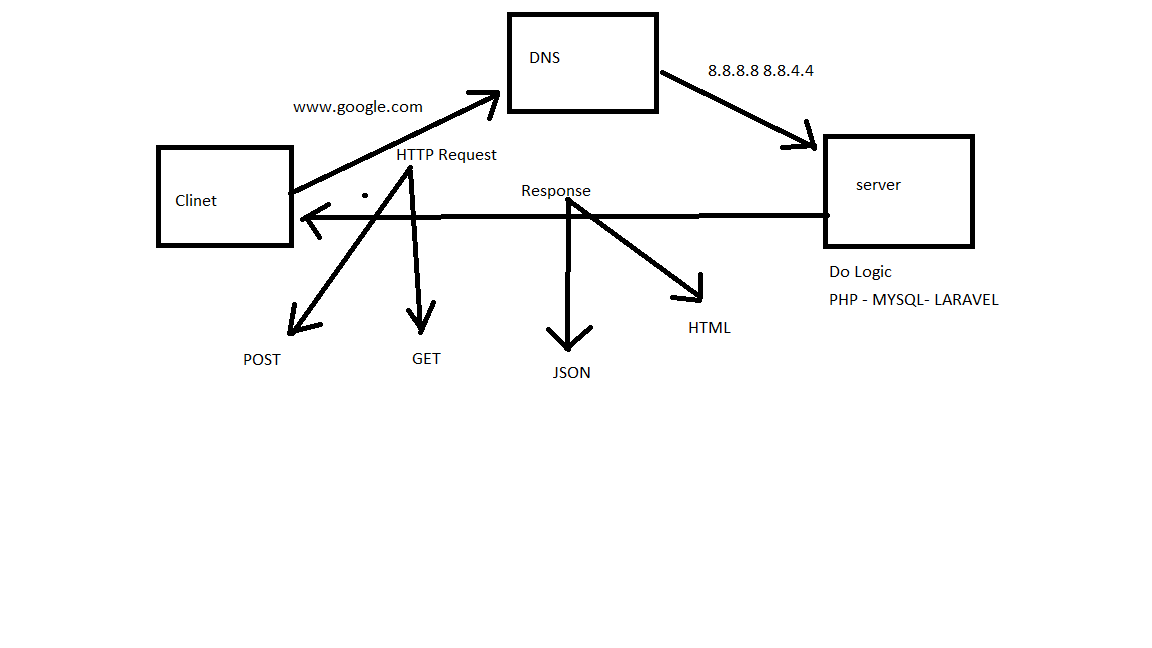 DNS
8.8.8.8 8.8.4.4
www.google.com
HTTP Request
Clinet
Response
server
Do Logic
PHP - MYSQL- LARAVEL
HTML
POST
GET
JSON